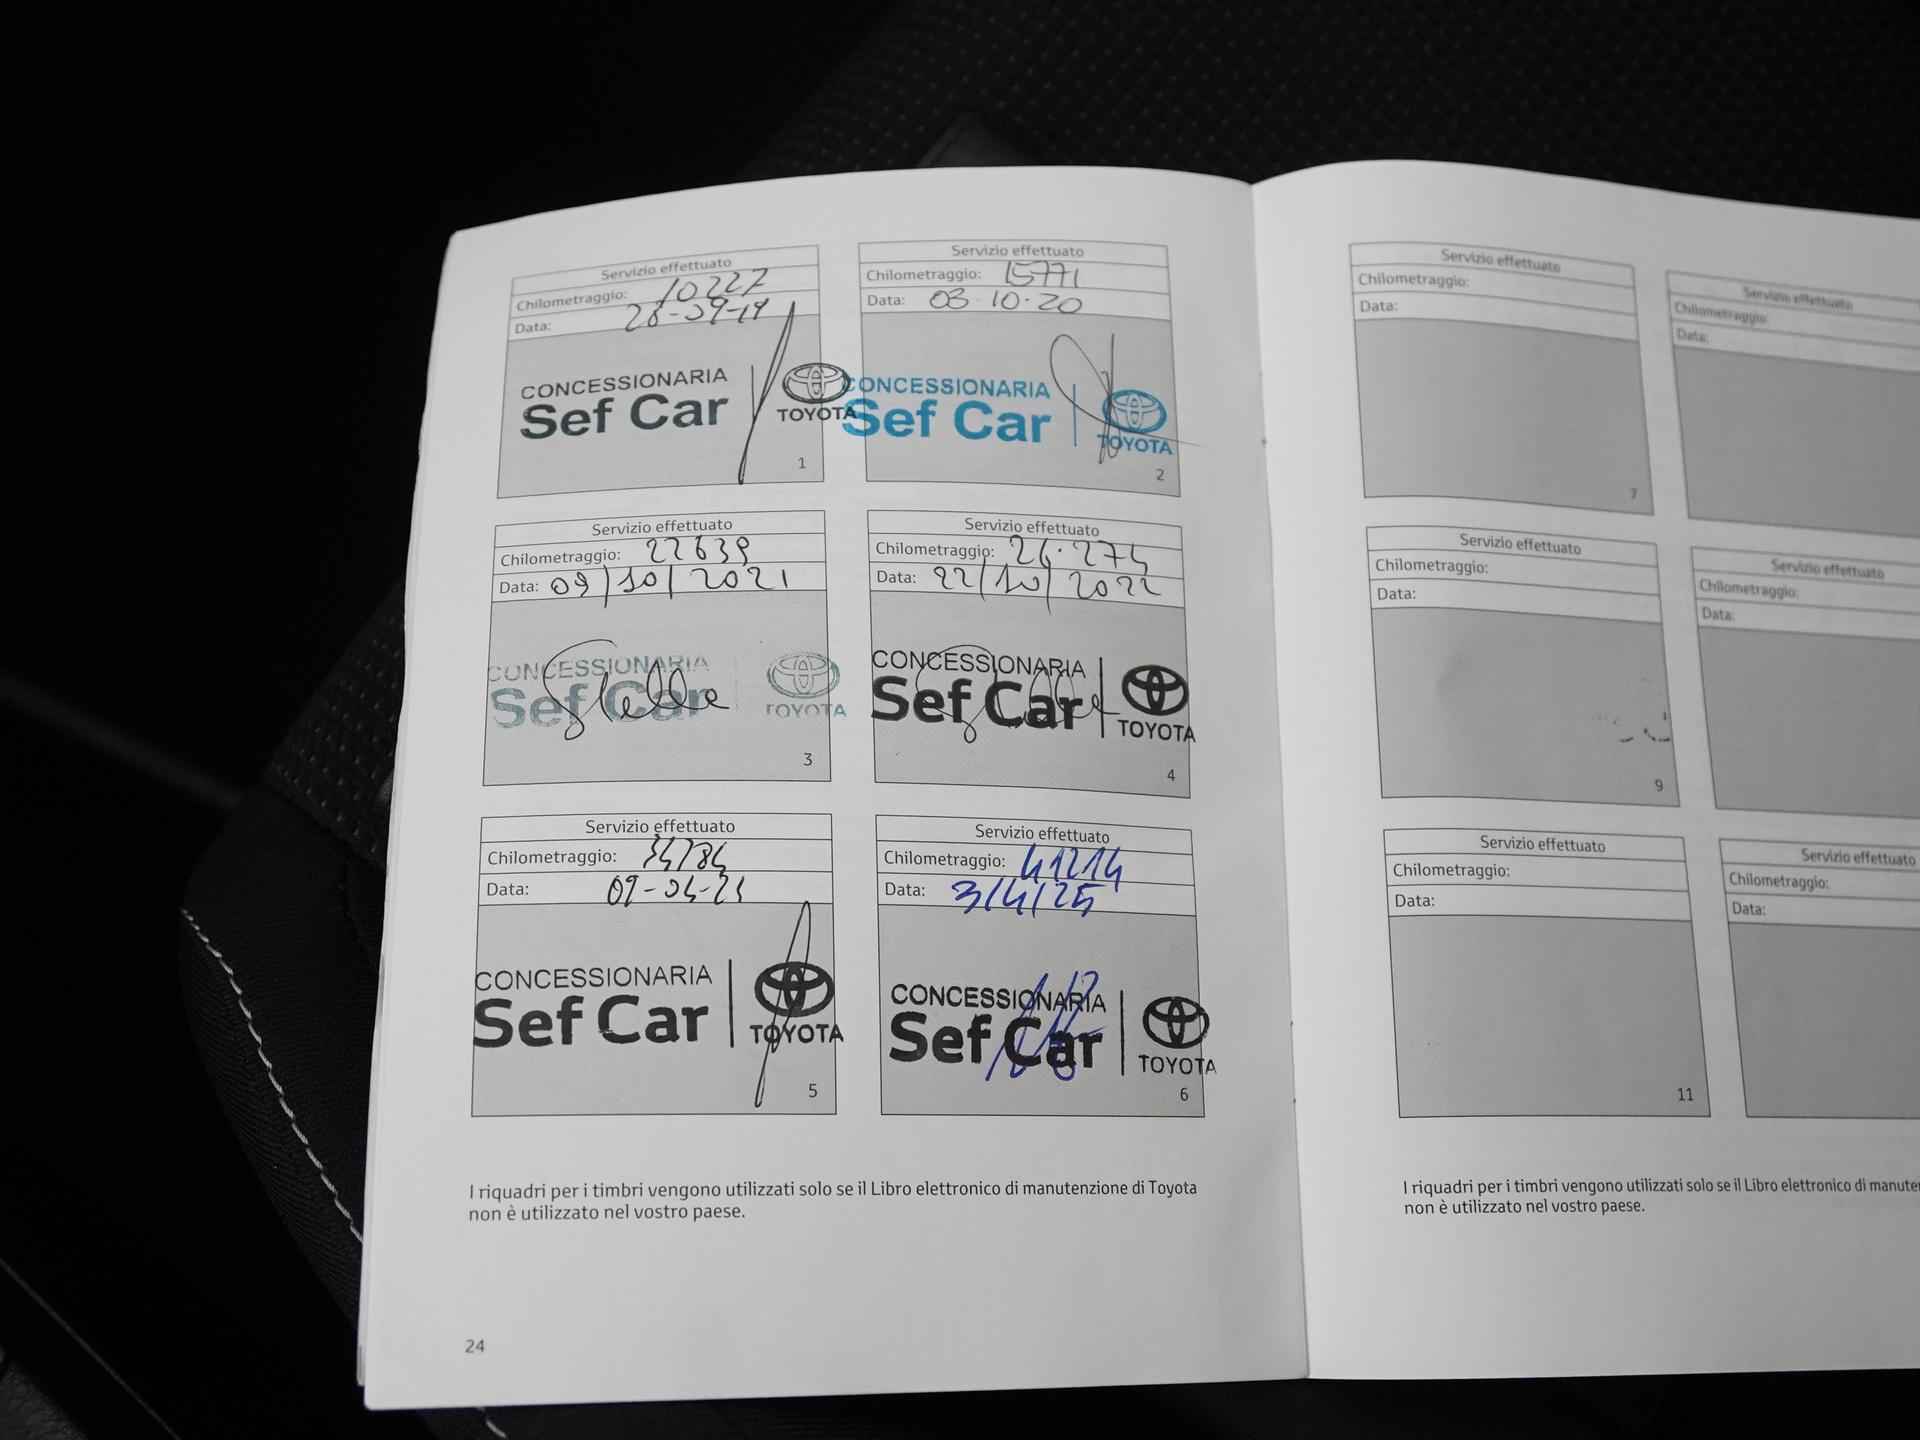 Servizio effettuato
Chilometraggio: 10227
Data: 26-09-19
CONCESSIONARIA
Sef Car
TOYOTA
1
Servizio effettuato
Chilometraggio: 15771
Data: 03-10-20
CONCESSIONARIA
Sef Car
TOYOTA
2
Servizio effettuato
Chilometraggio: 22639
Data: 09/10/2021
CONCESSIONARIA
Sef Car
TOYOTA
3
Servizio effettuato
Chilometraggio: 26.274
Data: 22/10/2022
CONCESSIONARIA
Sef Car
TOYOTA
4
Servizio effettuato
Chilometraggio: 34784
Data:
CONCESSIONARIA
Sef Car
TOYOTA
5
Servizio effettuato
Chilometraggio: 41214
Data: 3/4/25
CONCESSIONARIA
Sef Car
TOYOTA
6
I riquadri per i timbri vengono utilizzati solo se il Libro elettronico di manutenzione di Toyota
non è utilizzato nel vostro paese.
24
Servizio effettuato
Chilometraggio:
Data:
7
Servizio effettuato
Chilometraggio:
Data:
Servizio effettuato
Chilometraggio:
Data:
9
Servizio effettuato
Chilometraggio:
Data:
Servizio effettuato
Chilometraggio:
Data:
11
Servizio effettuato
Chilometraggio:
Data:
I riquadri per i timbri vengono utilizzati solo se il Libro elettronico di manuten
non è utilizzato nel vostro paese.